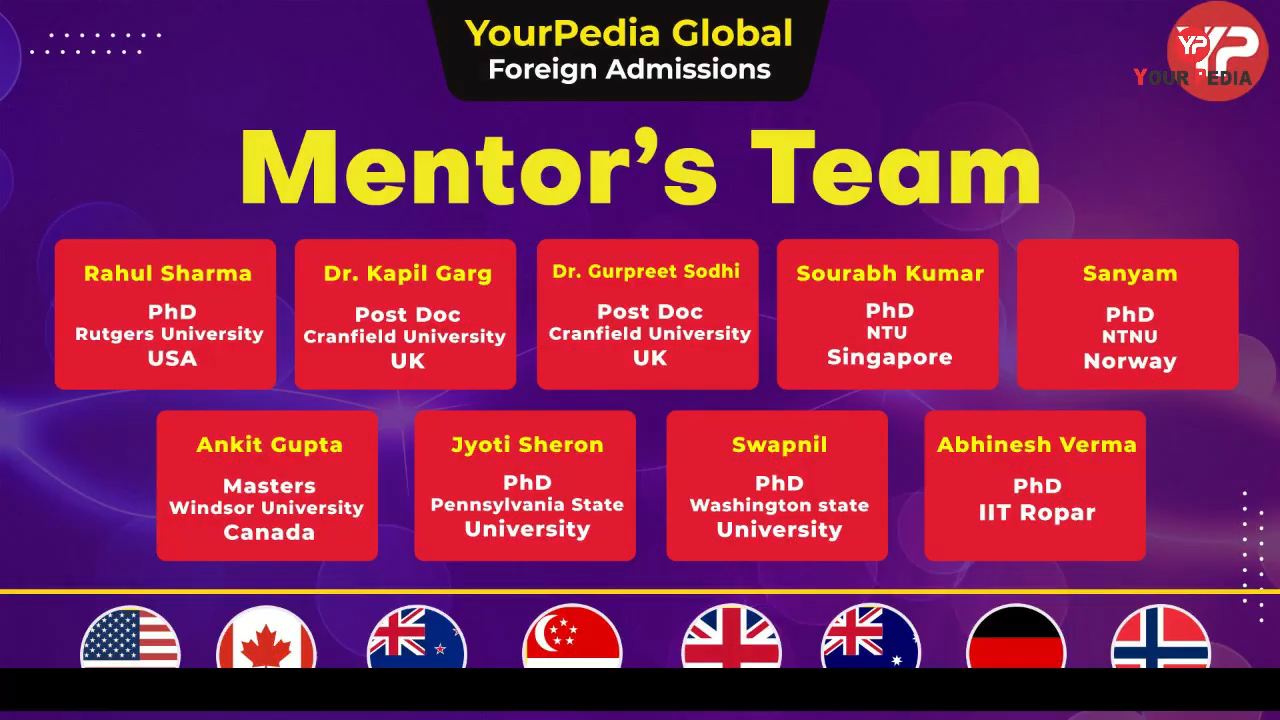 YourPedia Global
Foreign Admissions
YP
YP
YOUR PEDIA
Mentor's Team
Rahul Sharma
PhD
Rutgers University
USA
Dr. Kapil Garg
Post Doc
Cranfield University
UK
Dr. Gurpreet Sodhi
Post Doc
Cranfield University
UK
Sourabh Kumar
PhD
NTU
Singapore
Sanyam
PhD
NTNU
Norway
Ankit Gupta
Masters
Windsor University
Canada
Jyoti Sheron
PhD
Pennsylvania State
University
Swapnil
PhD
Washington state
University
Abhinesh Verma
PhD
IIT Ropar